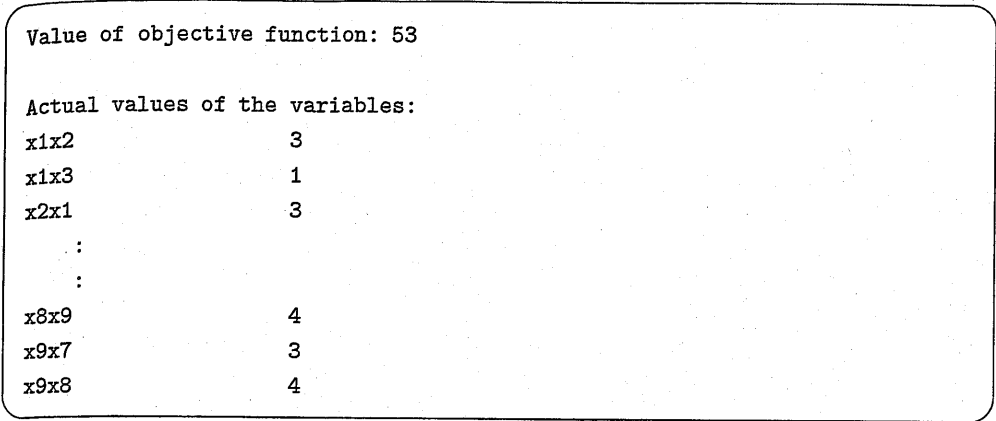 Value of objective function: 53
Actual values of the variables:
x1x2 3
x1x3 1
x2x1 3
:
:
x8x9 4
x9x7 3
x9x8 4